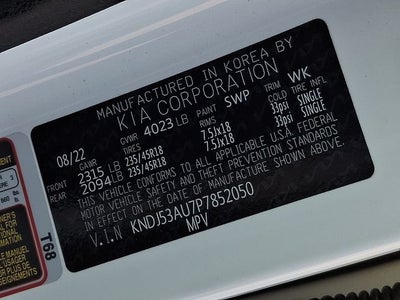 MANUFACTURED IN KOREA BY
KIA CORPORATION
08/22 GVWR 4023 LB PAINT SWP TRIM WK
GAWR TIRES RIMS COLD TIRE INFL
FRONT 2315 LB 235/45R18 7.5JX18 33psi SINGLE
REAR 2094 LB 235/45R18 7.5JX18 33psi SINGLE
THIS VEHICLE CONFORMS TO ALL APPLICABLE U.S.A. FEDERAL
MOTOR VEHICLE SAFETY AND THEFT PREVENTION STANDARDS
IN EFFECT ON THE DATE OF MANUFACTURE SHOWN ABOVE.
V.I.N KNDJ53AU7P7852050
MPV
T68